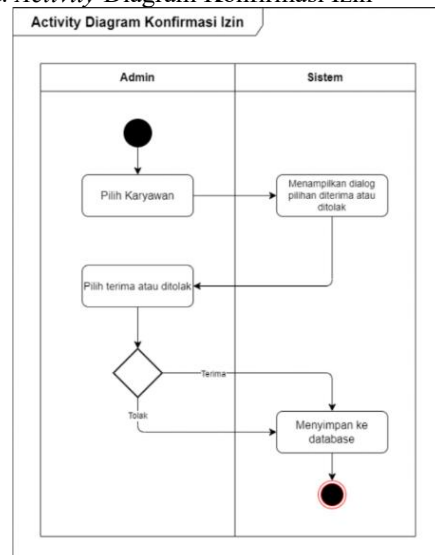 Activity Diagram Konfirmasi Izin
Activity Diagram Konfirmasi Izin
Admin
Sistem
Pilih Karyawan
Menampilkan dialog
pilihan diterima atau
ditolak
Pilih terima atau ditolak
Terima
Tolak
Menyimpan ke
database